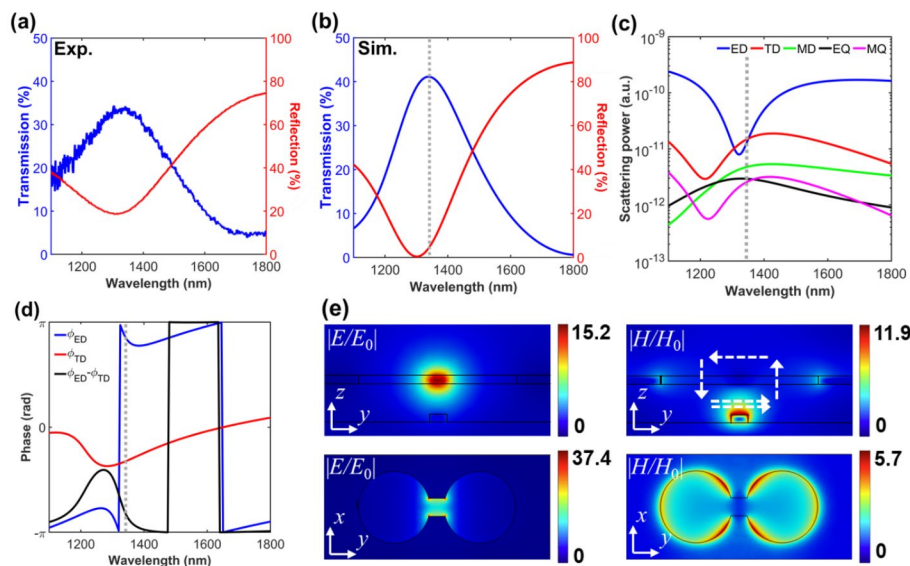 (a)
Exp.
50
40
30
20
10
0
Transmission (%)
100
80
60
40
20
0
Reflection (%)
1200 1400 1600 1800
Wavelength (nm)
(b)
Sim.
50
40
30
20
10
0
Transmission (%)
100
80
60
40
20
0
Reflection (%)
1200 1400 1600 1800
Wavelength (nm)
(c)
ED TD MD EQ MQ
10⁻⁹
10⁻¹⁰
10⁻¹¹
10⁻¹²
10⁻¹³
Scattering power (a.u.)
1200 1400 1600 1800
Wavelength (nm)
(d)
ϕED
ϕTD
ϕED-ϕTD
π
0
-π
Phase (rad)
1200 1400 1600 1800
Wavelength (nm)
(e)
|E/E₀|
z
y
15.2
0
|H/H₀|
z
y
11.9
0
|E/E₀|
x
y
37.4
0
|H/H₀|
x
y
5.7
0